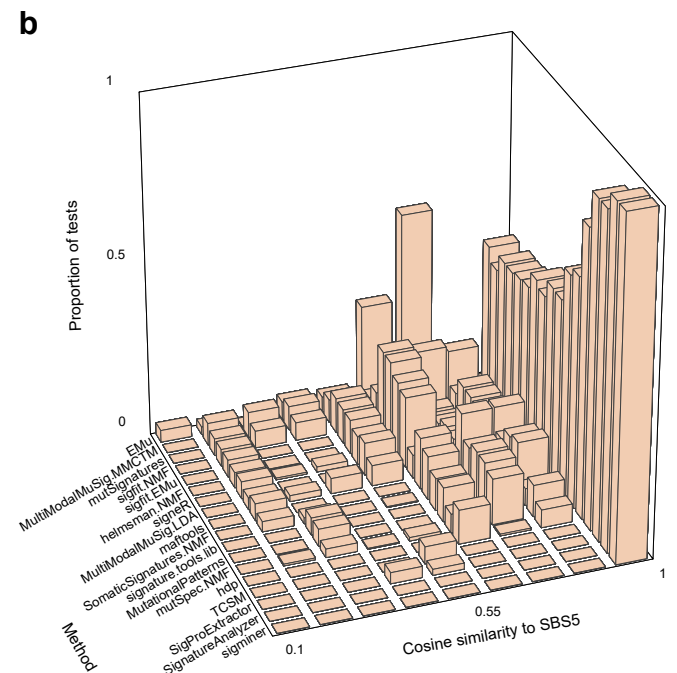 b
1
0.5
0
Proportion of tests
EMu
MultiModalMuSig.MMCTM
mutSignatures
sigfit.NMF
sigfit.EMu
helmsman.NMF
signeR
MultiModalMuSig.LDA
maftools
SomaticSignatures.NMF
signature.tools.lib
MutationalPatterns
mutSpec.NMF
hdp
TCSM
SigProExtractor
SignatureAnalyzer
sigminer
Method
0.1
0.55
1
Cosine similarity to SBS5